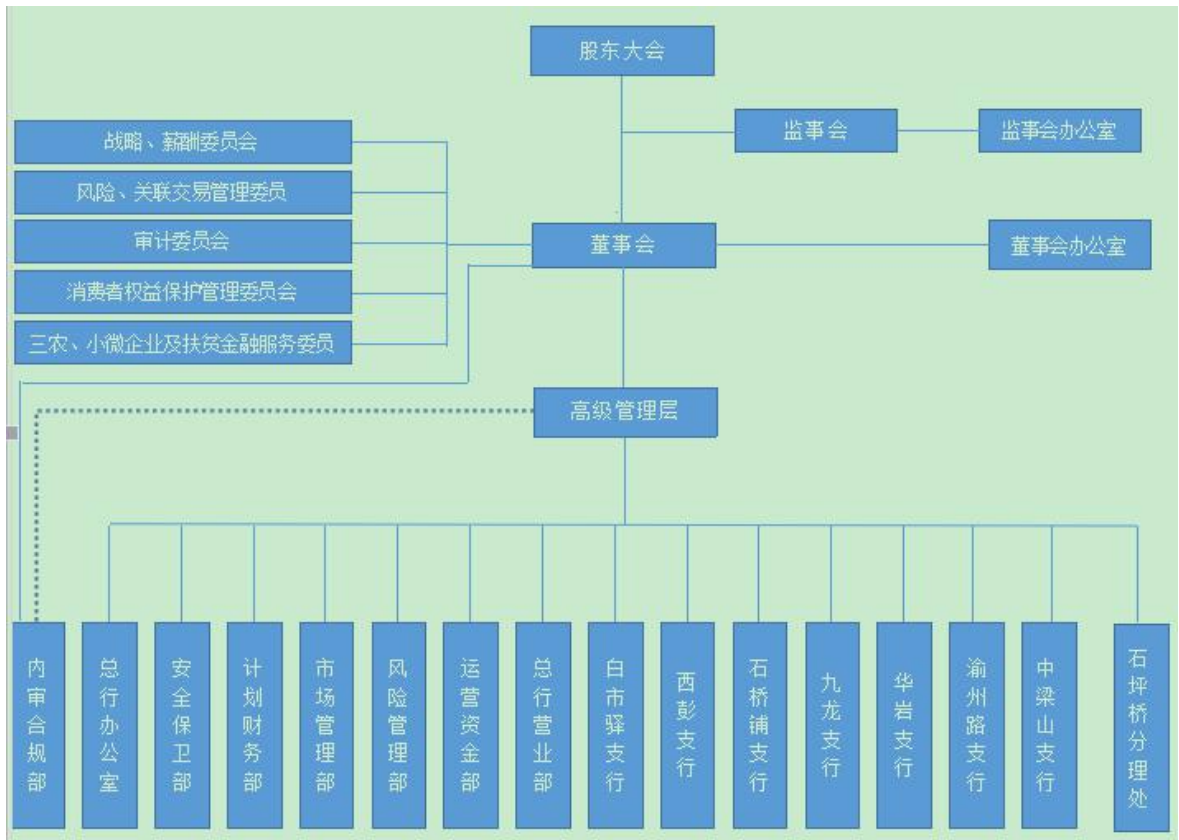 股东大会
监事会
监事会办公室
战略、薪酬委员会
风险、关联交易管理委员
审计委员会
消费者权益保护管理委员会
三农、小微企业及扶贫金融服务委员
董事会
董事会办公室
高级管理层
内审合规部
总行办公室
安全保卫部
计划财务部
市场管理部
风险管理部
运营资金部
总行营业部
白市驿支行
西彭支行
石桥铺支行
九龙支行
华岩支行
渝州路支行
中梁山支行
石坪桥分理处